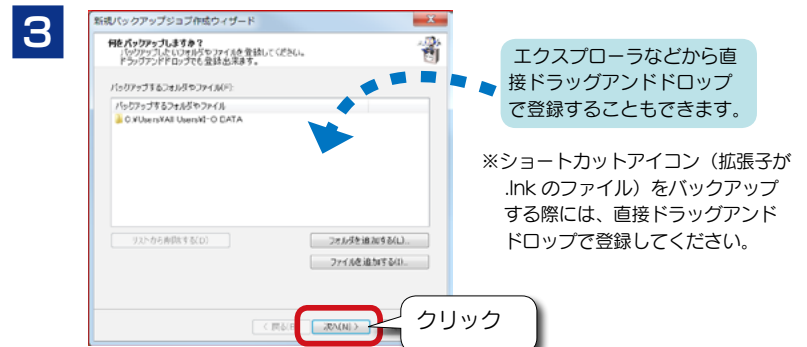 3
新規バックアップジョブ作成ウィザード
何をバックアップしますか？
バックアップしたいフォルダやファイルを登録してください。
ドラッグアンドドロップでも登録出来ます。
バックアップするフォルダやファイル(F):
バックアップするフォルダやファイル
C:¥Users¥All Users¥I-O DATA
リストから削除する(D)
フォルダを追加する(L)...
ファイルを追加する(I)...
< 戻る(B)
次へ(N) >
クリック
エクスプローラなどから直
接ドラッグアンドドロップ
で登録することもできます。
※ショートカットアイコン（拡張子が
.lnk のファイル）をバックアップ
する際には、直接ドラッグアンド
ドロップで登録してください。